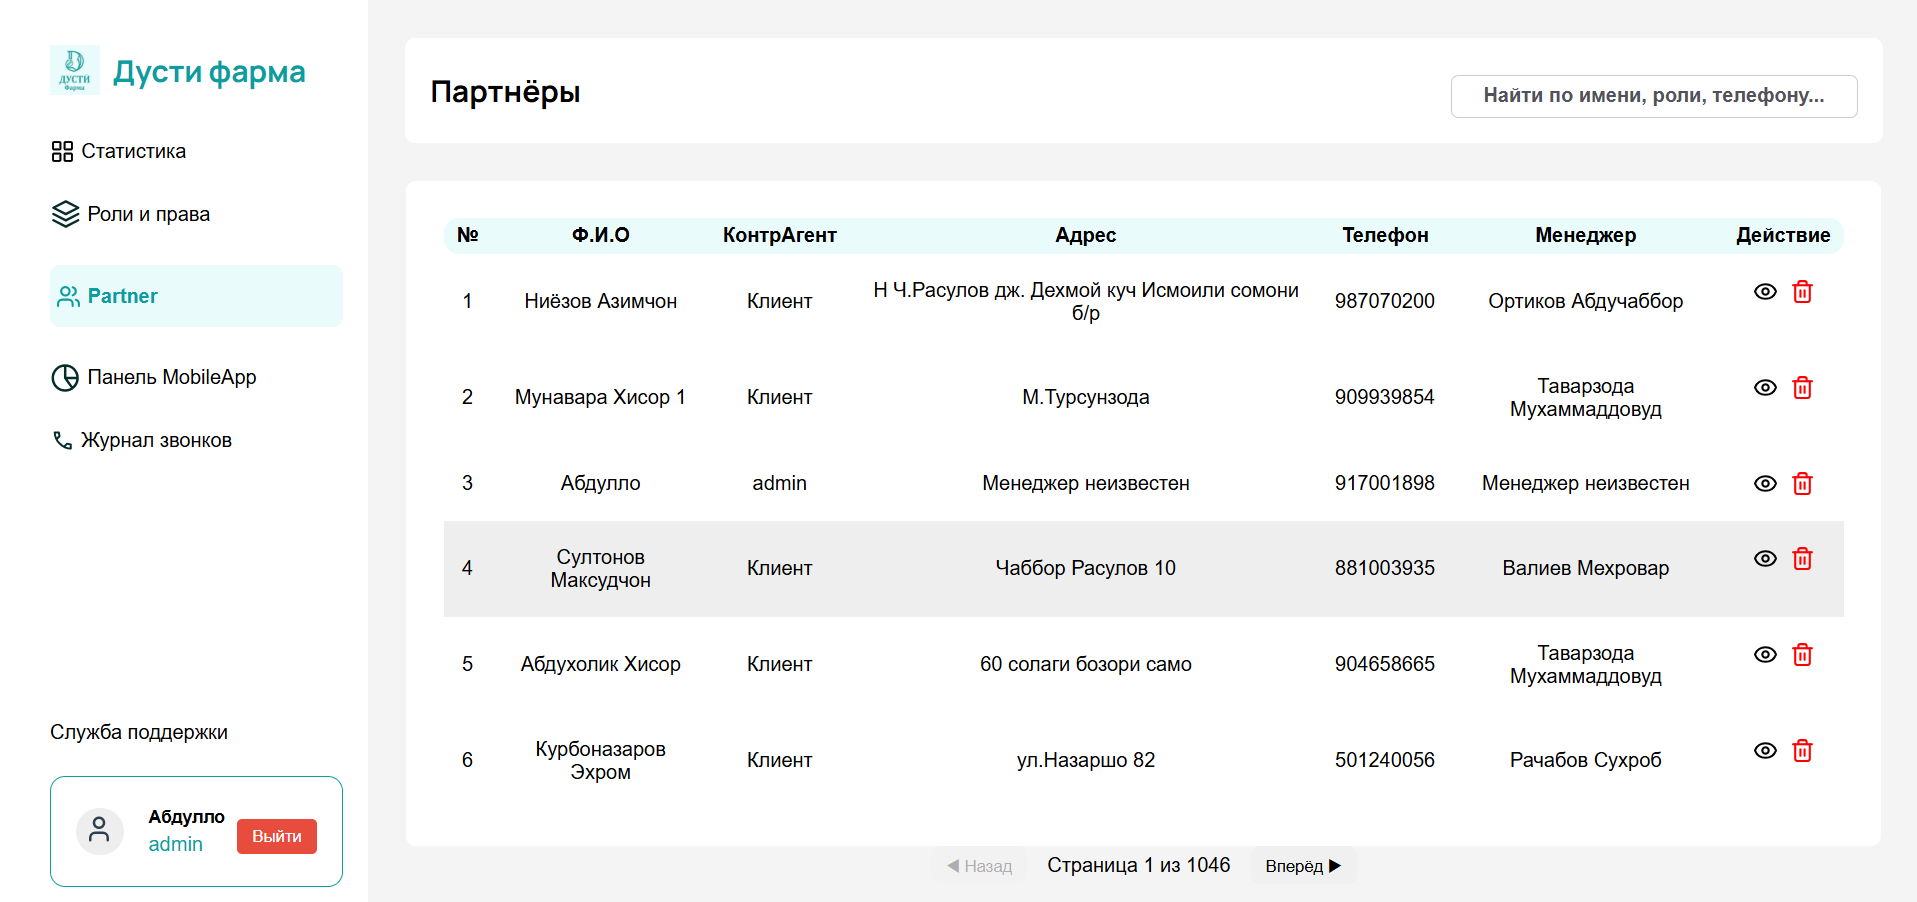 ДУСТИ
Фарма
Дусти фарма
Статистика
Роли и права
Partner
Панель MobileApp
Журнал звонков
Служба поддержки
Абдулло
admin
Выйти
Партнёры
Найти по имени, роли, телефону...
№ Ф.И.О КонтрАгент Адрес Телефон Менеджер Действие
1 Ниёзов Азимчон Клиент Н Ч.Расулов дж. Дехмой куч Исмоили сомони б/р 987070200 Ортиков Абдучаббор
2 Мунавара Хисор 1 Клиент М.Турсунзода 909939854 Таварзода Мухаммаддовуд
3 Абдулло admin Менеджер неизвестен 917001898 Менеджер неизвестен
4 Султонов Максудчон Клиент Чаббор Расулов 10 881003935 Валиев Мехровар
5 Абдухолик Хисор Клиент 60 солаги бозори само 904658665 Таварзода Мухаммаддовуд
6 Курбоназаров Эхром Клиент ул.Назаршо 82 501240056 Рачабов Сухроб
◀ Назад Страница 1 из 1046 Вперёд ▶